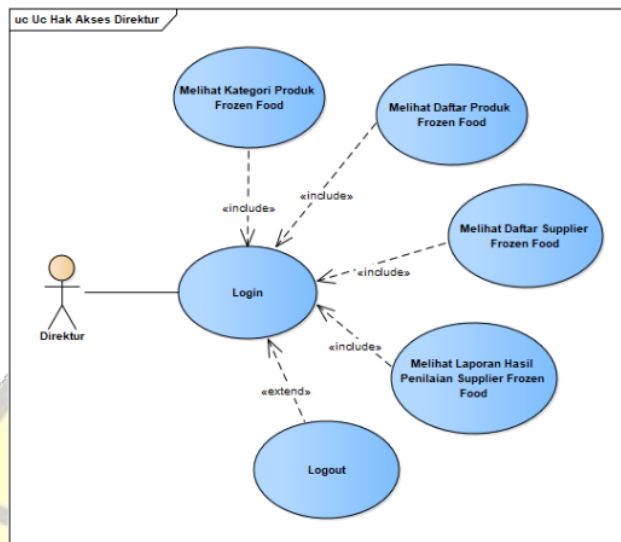 uc Uc Hak Akses Direktur
Melihat Kategori Produk
Frozen Food
Melihat Daftar Produk
Frozen Food
«include»
«include»
Melihat Daftar Supplier
Frozen Food
«include»
Login
Direktur
«include»
Melihat Laporan Hasil
Penilaian Supplier Frozen
Food
«extend»
Logout